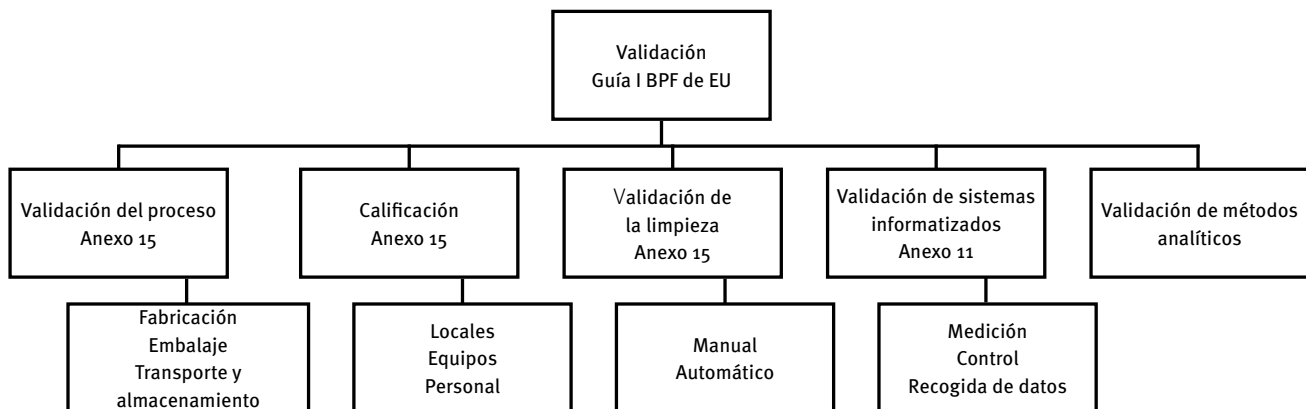 Validación
Guía I BPF de EU
Validación del proceso
Anexo 15
Calificación
Anexo 15
Validación de
la limpieza
Anexo 15
Validación de sistemas
informatizados
Anexo 11
Validación de métodos
analíticos
Fabricación
Embalaje
Transporte y
almacenamiento
Locales
Equipos
Personal
Manual
Automático
Medición
Control
Recogida de datos